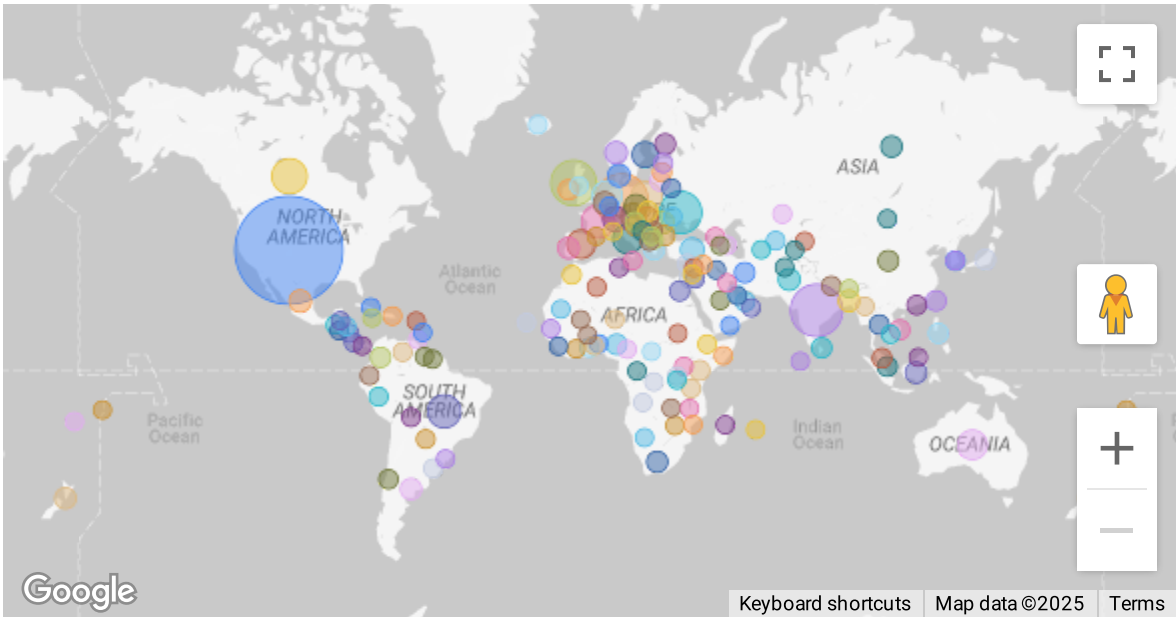 ASIA
NORTH
AMERICA
Atlantic
Ocean
AFRICA
SOUTH
AMERICA
Pacific
Ocean
Indian
Ocean
OCEANIA
Google
Keyboard shortcuts
Map data ©2025
Terms